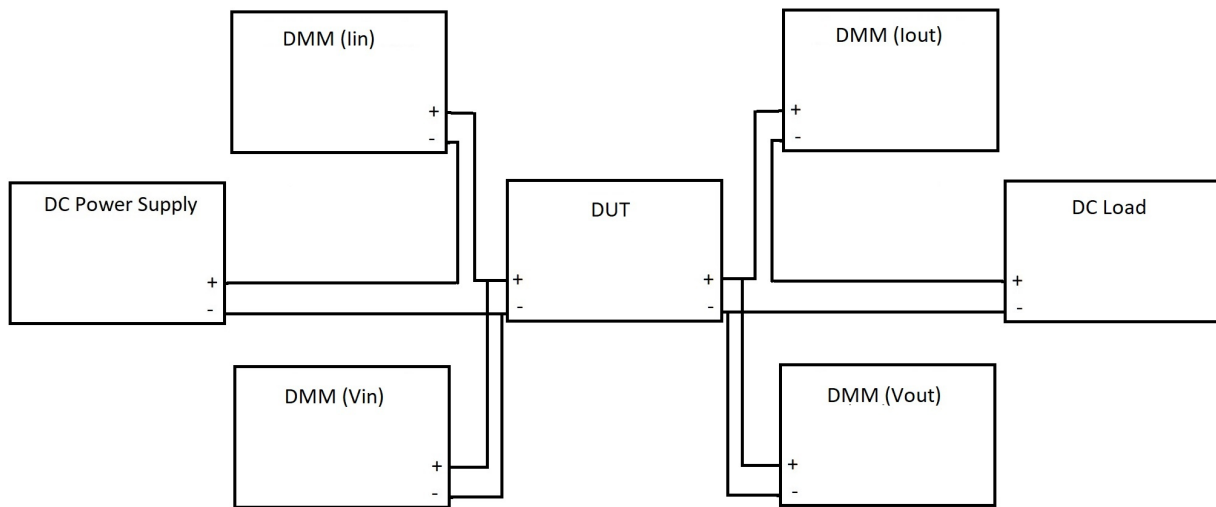 DMM (Iin)
+
-
DMM (Iout)
+
-
DC Power Supply
+
-
DUT
+ +
- -
DC Load
+
-
DMM (Vin)
+
-
DMM (Vout)
+
-